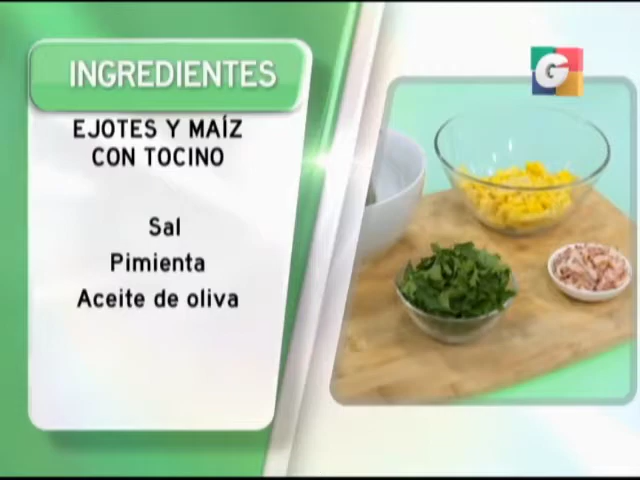 INGREDIENTES
EJOTES Y MAÍZ
CON TOCINO
Sal
Pimienta
Aceite de oliva
G